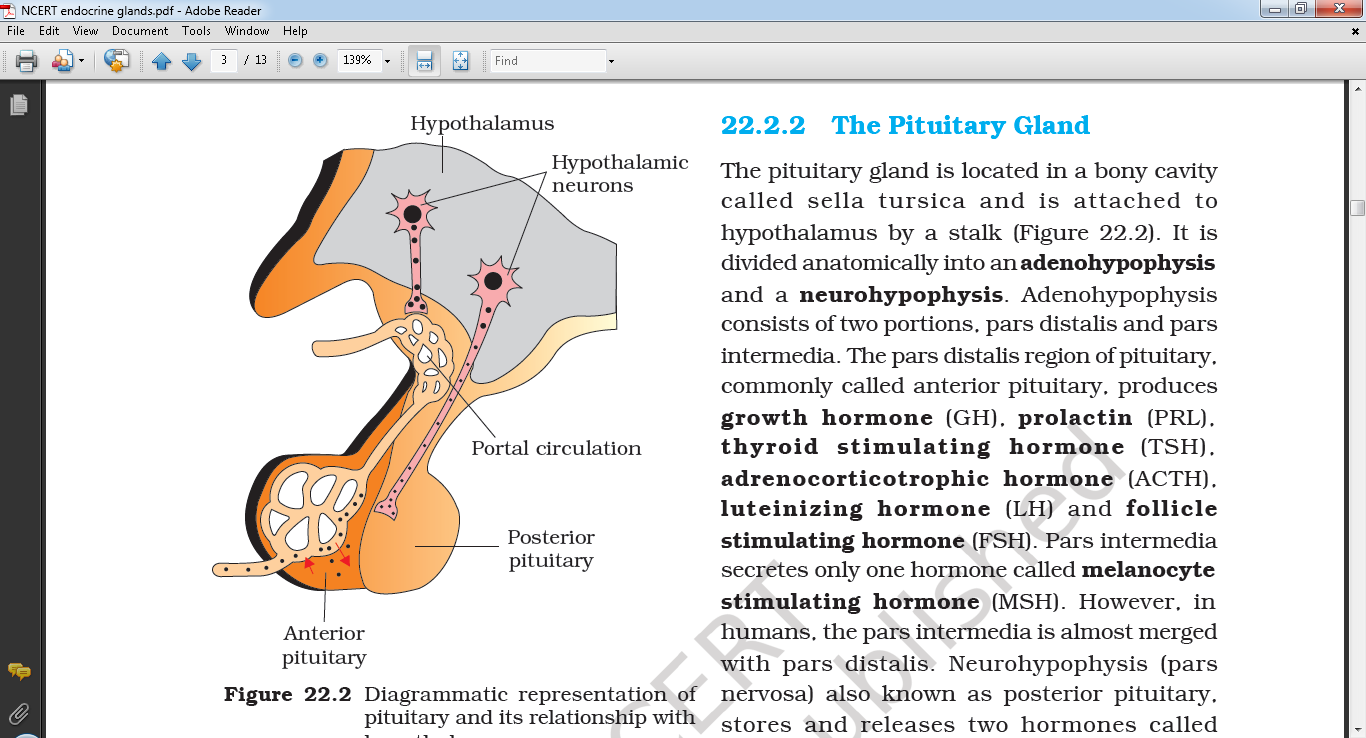 NCERT endocrine glands.pdf - Adobe Reader
File Edit View Document Tools Window Help
3 / 13 139% Find
Hypothalamus
Hypothalamic
neurons
Portal circulation
Posterior
pituitary
Anterior
pituitary
Figure 22.2 Diagrammatic representation of
pituitary and its relationship with
22.2.2 The Pituitary Gland
The pituitary gland is located in a bony cavity
called sella tursica and is attached to
hypothalamus by a stalk (Figure 22.2). It is
divided anatomically into an adenohypophysis
and a neurohypophysis. Adenohypophysis
consists of two portions, pars distalis and pars
intermedia. The pars distalis region of pituitary,
commonly called anterior pituitary, produces
growth hormone (GH), prolactin (PRL),
thyroid stimulating hormone (TSH),
adrenocorticotrophic hormone (ACTH),
luteinizing hormone (LH) and follicle
stimulating hormone (FSH). Pars intermedia
secretes only one hormone called melanocyte
stimulating hormone (MSH). However, in
humans, the pars intermedia is almost merged
with pars distalis. Neurohypophysis (pars
nervosa) also known as posterior pituitary,
stores and releases two hormones called